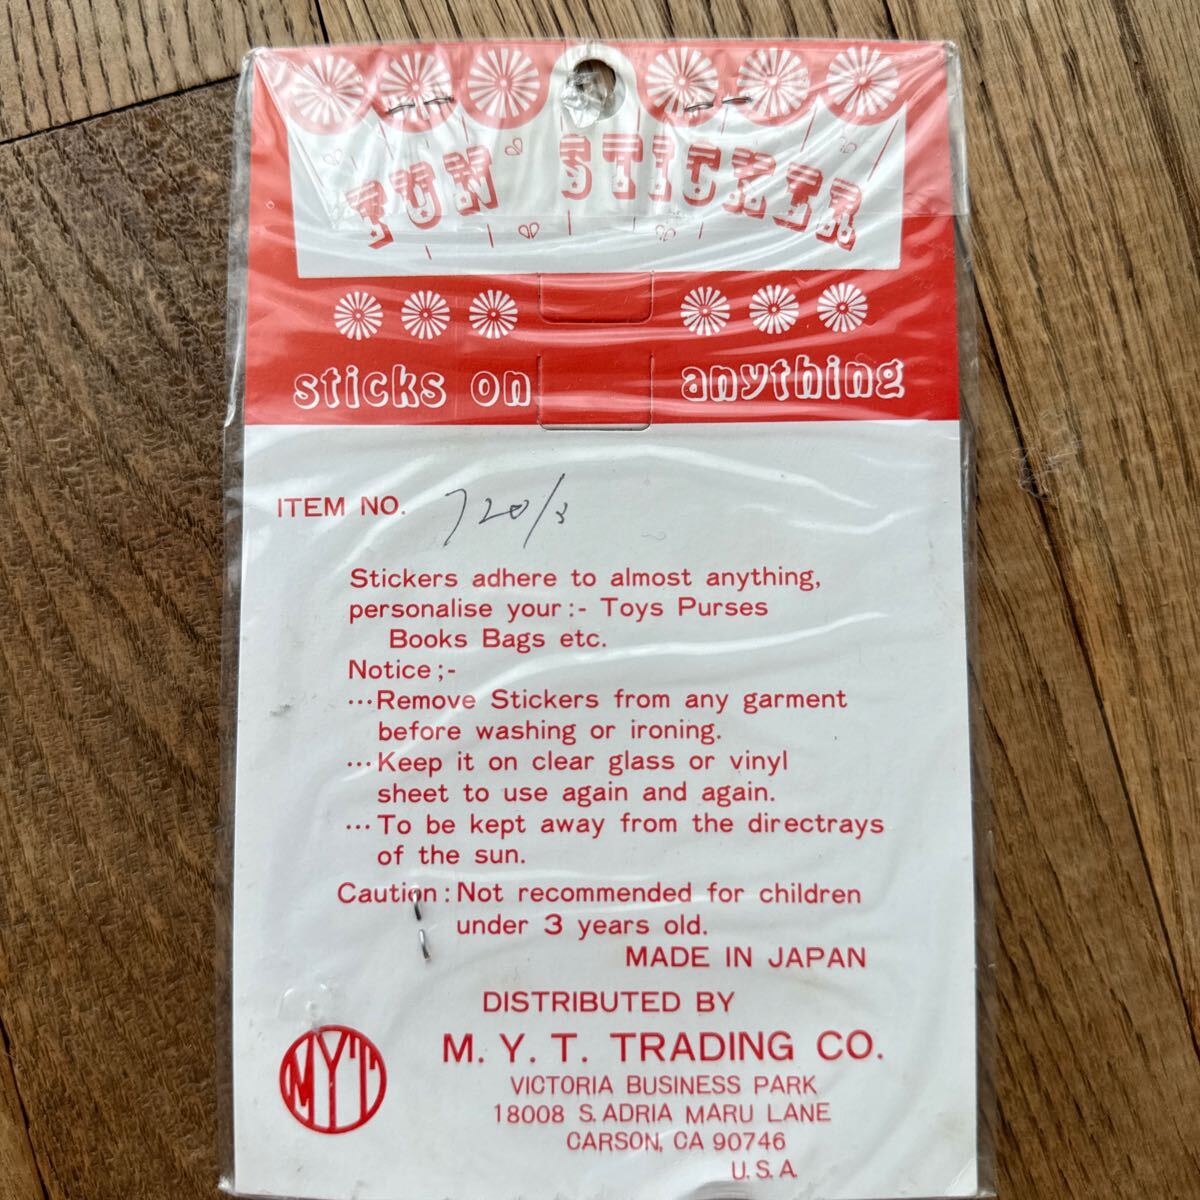 FUN STICKER
sticks on anything
ITEM NO. 720/3
Stickers adhere to almost anything,
personalise your :- Toys Purses
Books Bags etc.
Notice ;-
...Remove Stickers from any garment
before washing or ironing.
...Keep it on clear glass or vinyl
sheet to use again and again.
...To be kept away from the directrays
of the sun.
Caution : Not recommended for children
under 3 years old.
MADE IN JAPAN
DISTRIBUTED BY
MYT
M. Y. T. TRADING CO.
VICTORIA BUSINESS PARK
18008 S. ADRIA MARU LANE
CARSON, CA 90746
U. S. A